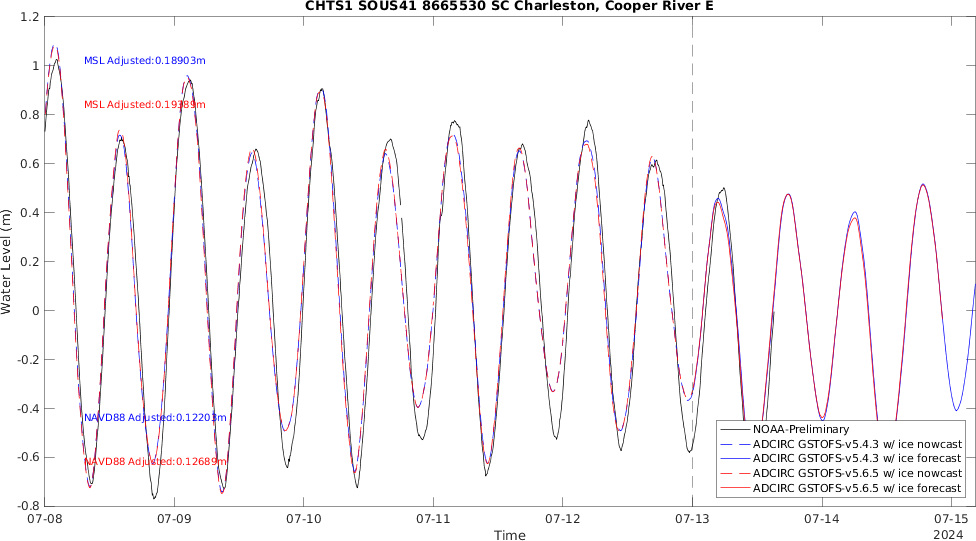 CHTS1 SOUS41 8665530 SC Charleston, Cooper River E
1.2
1
0.8
0.6
0.4
0.2
0
-0.2
-0.4
-0.6
-0.8
Water Level (m)
MSL Adjusted:0.18903m
MSL Adjusted:0.19389m
NAVD88 Adjusted:0.12203m
NAVD88 Adjusted:0.12689m
NOAA-Preliminary
ADCIRC GSTOFS-v5.4.3 w/ ice nowcast
ADCIRC GSTOFS-v5.4.3 w/ ice forecast
ADCIRC GSTOFS-v5.6.5 w/ ice nowcast
ADCIRC GSTOFS-v5.6.5 w/ ice forecast
07-08 07-09 07-10 07-11 07-12 07-13 07-14 07-15
Time
2024